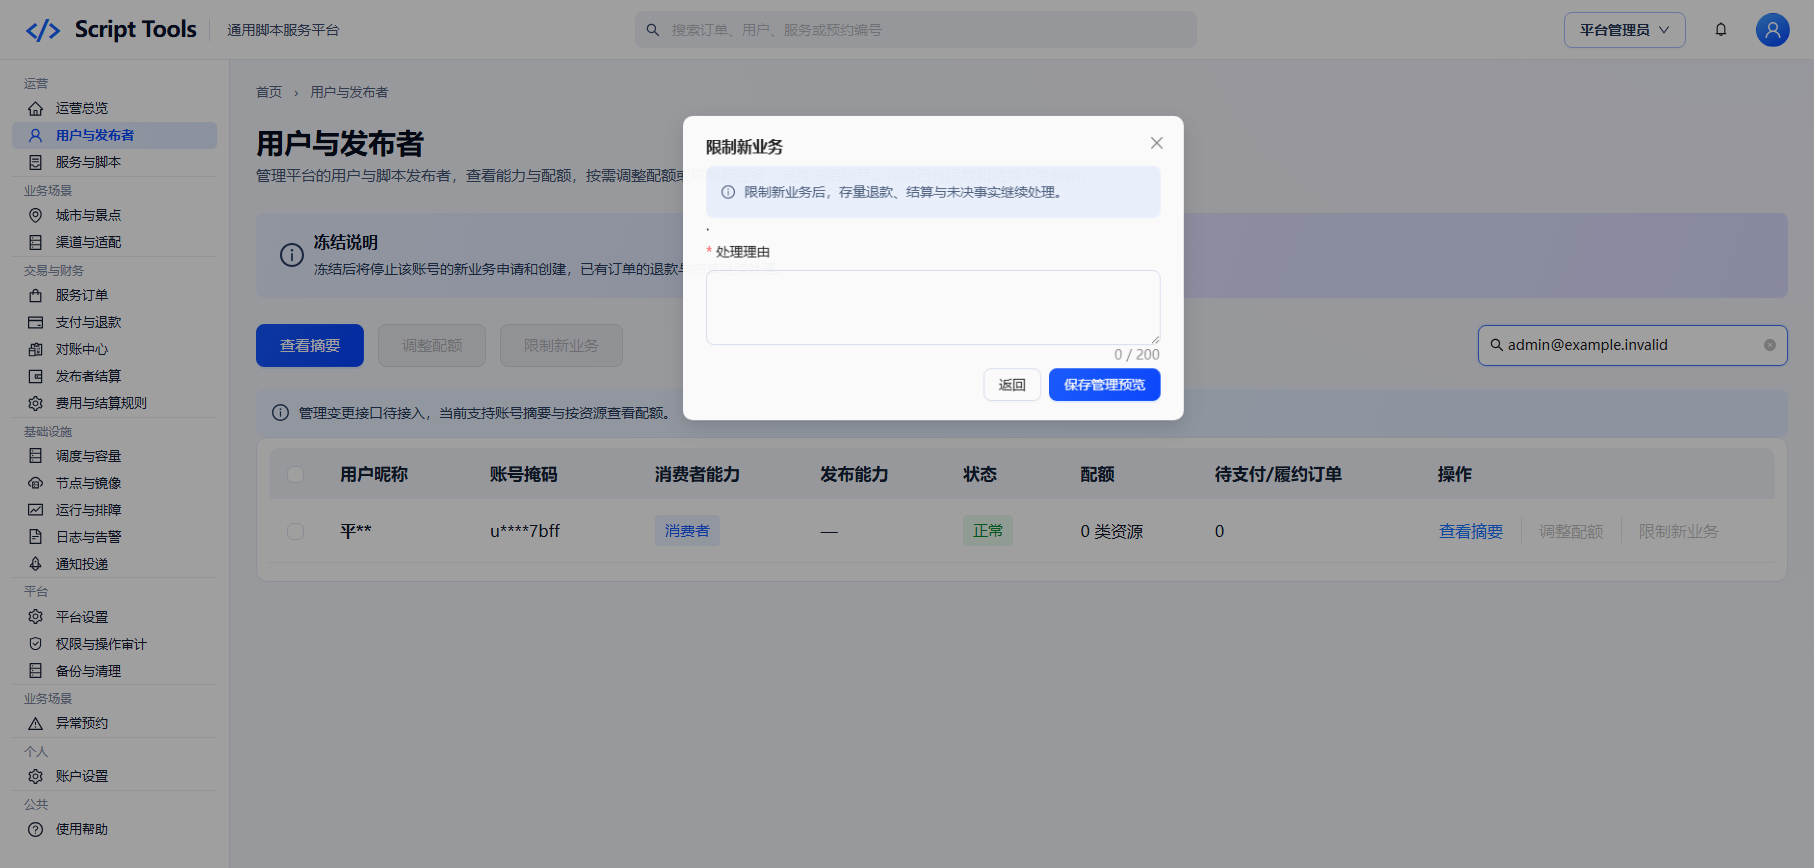 Script Tools
通用脚本服务平台
搜索订单、用户、服务或预约编号
平台管理员
运营
运营总览
用户与发布者
服务与脚本
业务场景
城市与景点
渠道与适配
交易与财务
服务订单
支付与退款
对账中心
发布者结算
费用与结算规则
基础设施
调度与容量
节点与镜像
运行与排障
日志与告警
通知投递
平台
平台设置
权限与操作审计
备份与清理
业务场景
异常预约
个人
账户设置
公共
使用帮助
首页 › 用户与发布者
用户与发布者
管理平台的用户与脚本发布者，查看能力与配额，按需调整配额或
冻结说明
冻结后将停止该账号的新业务申请和创建，已有订单的退款与
查看摘要
调整配额
限制新业务
admin@example.invalid
管理变更接口待接入，当前支持账号摘要与按资源查看配额。
用户昵称 账号掩码 消费者能力 发布能力 状态 配额 待支付/履约订单 操作
平** u****7bff 消费者 — 正常 0 类资源 0 查看摘要 调整配额 限制新业务
限制新业务
限制新业务后，存量退款、结算与未决事实继续处理。
.
* 处理理由
0 / 200
返回
保存管理预览